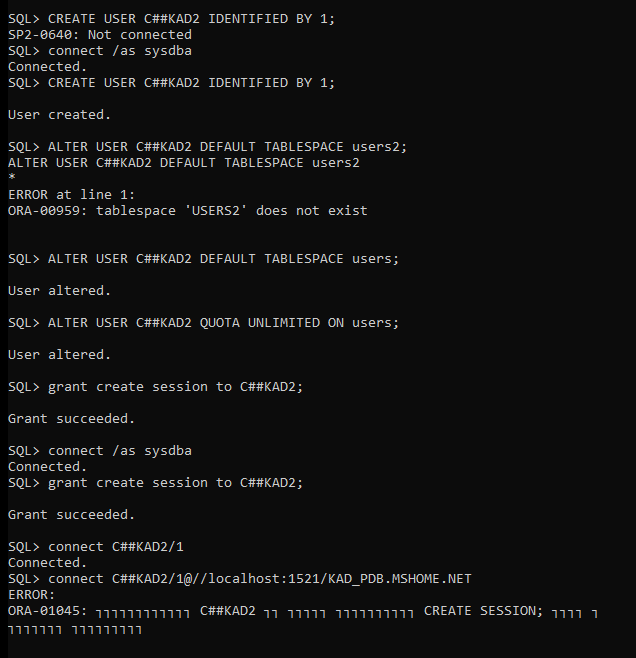 SQL> CREATE USER C##KAD2 IDENTIFIED BY 1;
SP2-0640: Not connected
SQL> connect /as sysdba
Connected.
SQL> CREATE USER C##KAD2 IDENTIFIED BY 1;
User created.
SQL> ALTER USER C##KAD2 DEFAULT TABLESPACE users2;
ALTER USER C##KAD2 DEFAULT TABLESPACE users2
*
ERROR at line 1:
ORA-00959: tablespace 'USERS2' does not exist
SQL> ALTER USER C##KAD2 DEFAULT TABLESPACE users;
User altered.
SQL> ALTER USER C##KAD2 QUOTA UNLIMITED ON users;
User altered.
SQL> grant create session to C##KAD2;
Grant succeeded.
SQL> connect /as sysdba
Connected.
SQL> grant create session to C##KAD2;
Grant succeeded.
SQL> connect C##KAD2/1
Connected.
SQL> connect C##KAD2/1@//localhost:1521/KAD_PDB.MSHOME.NET
ERROR:
ORA-01045: ┐┐┐┐┐┐┐┐┐┐┐┐ C##KAD2 ┐┐ ┐┐┐┐┐ ┐┐┐┐┐┐┐┐┐┐ CREATE SESSION; ┐┐┐┐ ┐
┐┐┐┐┐┐┐ ┐┐┐┐┐┐┐┐┐